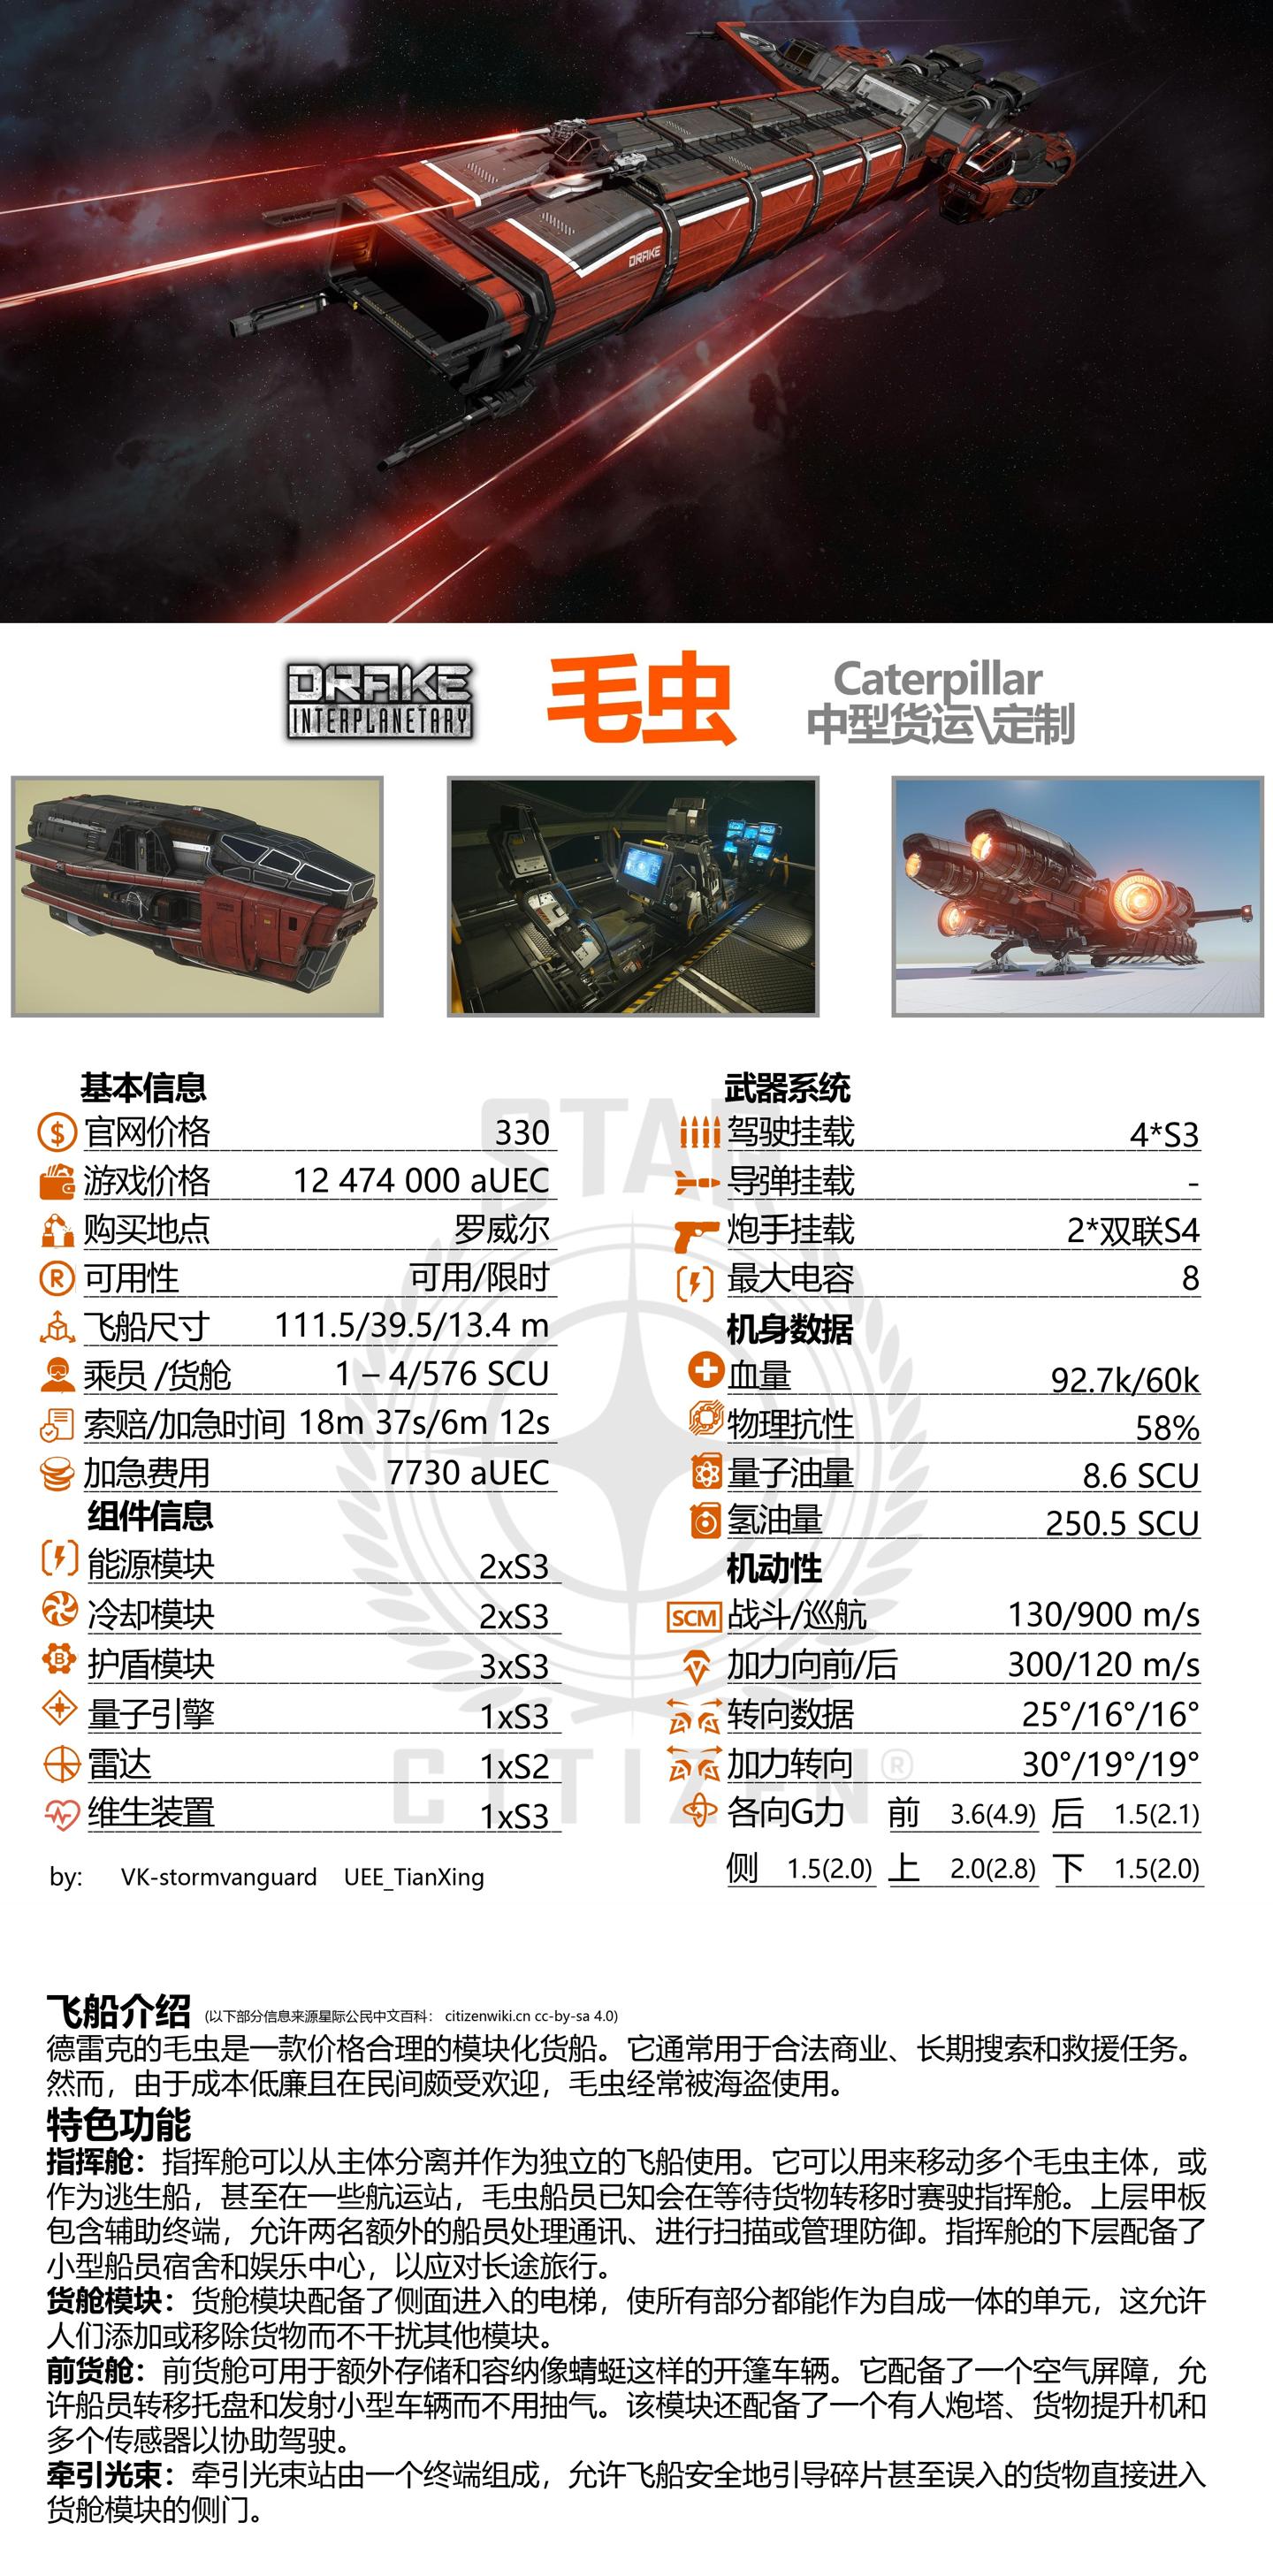 DRAKE
DRAKE
INTERPLANETARY
毛虫
Caterpillar
中型货运\定制
基本信息
官网价格 330
游戏价格 12 474 000 aUEC
购买地点 罗威尔
可用性 可用/限时
飞船尺寸 111.5/39.5/13.4 m
乘员 /货舱 1 – 4/576 SCU
索赔/加急时间 18m 37s/6m 12s
加急费用 7730 aUEC
组件信息
能源模块 2xS3
冷却模块 2xS3
护盾模块 3xS3
量子引擎 1xS3
雷达 1xS2
维生装置 1xS3
by: VK-stormvanguard UEE_TianXing
武器系统
驾驶挂载 4*S3
导弹挂载 -
炮手挂载 2*双联S4
最大电容 8
机身数据
血量 92.7k/60k
物理抗性 58%
量子油量 8.6 SCU
氢油量 250.5 SCU
机动性
SCM 战斗/巡航 130/900 m/s
加力向前/后 300/120 m/s
转向数据 25°/16°/16°
加力转向 30°/19°/19°
各向G力 前 3.6(4.9) 后 1.5(2.1)
侧 1.5(2.0) 上 2.0(2.8) 下 1.5(2.0)
STAR
CITIZEN®
飞船介绍 (以下部分信息来源星际公民中文百科： citizenwiki.cn cc-by-sa 4.0)
德雷克的毛虫是一款价格合理的模块化货船。它通常用于合法商业、长期搜索和救援任务。
然而，由于成本低廉且在民间颇受欢迎，毛虫经常被海盗使用。
特色功能
指挥舱：指挥舱可以从主体分离并作为独立的飞船使用。它可以用来移动多个毛虫主体，或
作为逃生船，甚至在一些航运站，毛虫船员已知会在等待货物转移时赛驶指挥舱。上层甲板
包含辅助终端，允许两名额外的船员处理通讯、进行扫描或管理防御。指挥舱的下层配备了
小型船员宿舍和娱乐中心，以应对长途旅行。
货舱模块：货舱模块配备了侧面进入的电梯，使所有部分都能作为自成一体的单元，这允许
人们添加或移除货物而不干扰其他模块。
前货舱：前货舱可用于额外存储和容纳像蜻蜓这样的开篷车辆。它配备了一个空气屏障，允
许船员转移托盘和发射小型车辆而不用抽气。该模块还配备了一个有人炮塔、货物提升机和
多个传感器以协助驾驶。
牵引光束：牵引光束站由一个终端组成，允许飞船安全地引导碎片甚至误入的货物直接进入
货舱模块的侧门。